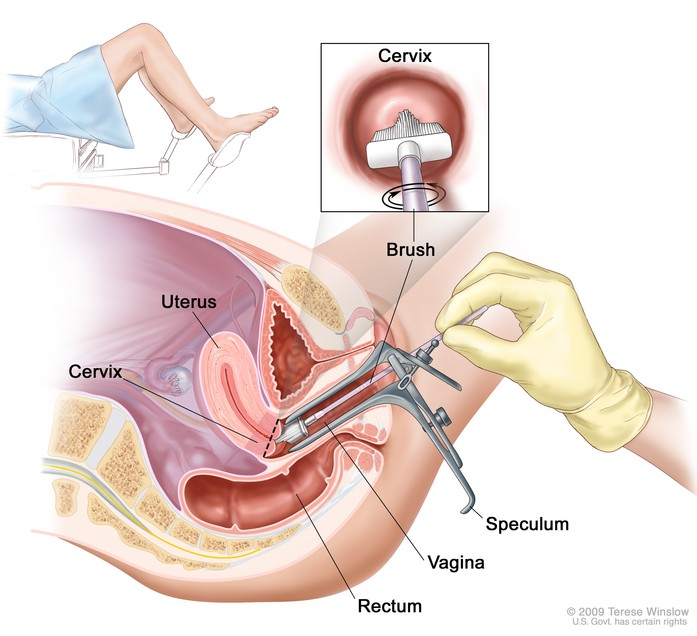 Cervix
Brush
Uterus
Cervix
Speculum
Vagina
Rectum
© 2009 Terese Winslow
U.S. Govt. has certain rights